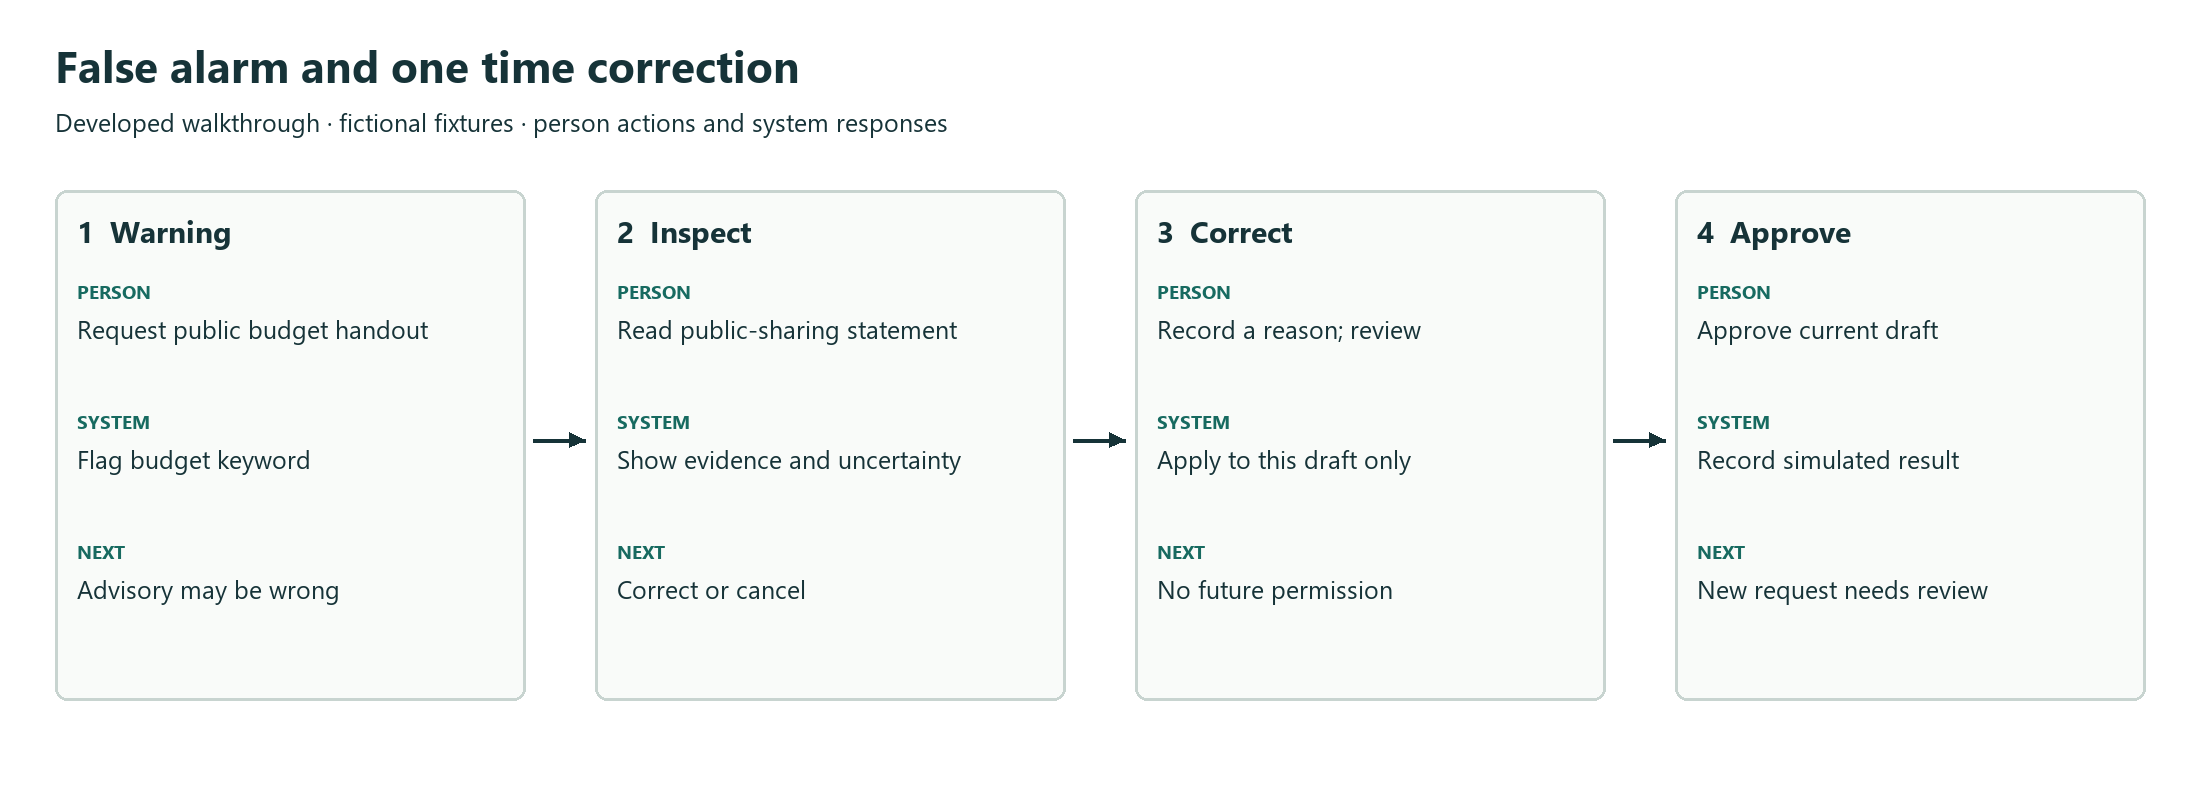 False alarm and one time correction
Developed walkthrough · fictional fixtures · person actions and system responses
1 Warning
PERSON
Request public budget handout
SYSTEM
Flag budget keyword
NEXT
Advisory may be wrong
2 Inspect
PERSON
Read public-sharing statement
SYSTEM
Show evidence and uncertainty
NEXT
Correct or cancel
3 Correct
PERSON
Record a reason; review
SYSTEM
Apply to this draft only
NEXT
No future permission
4 Approve
PERSON
Approve current draft
SYSTEM
Record simulated result
NEXT
New request needs review